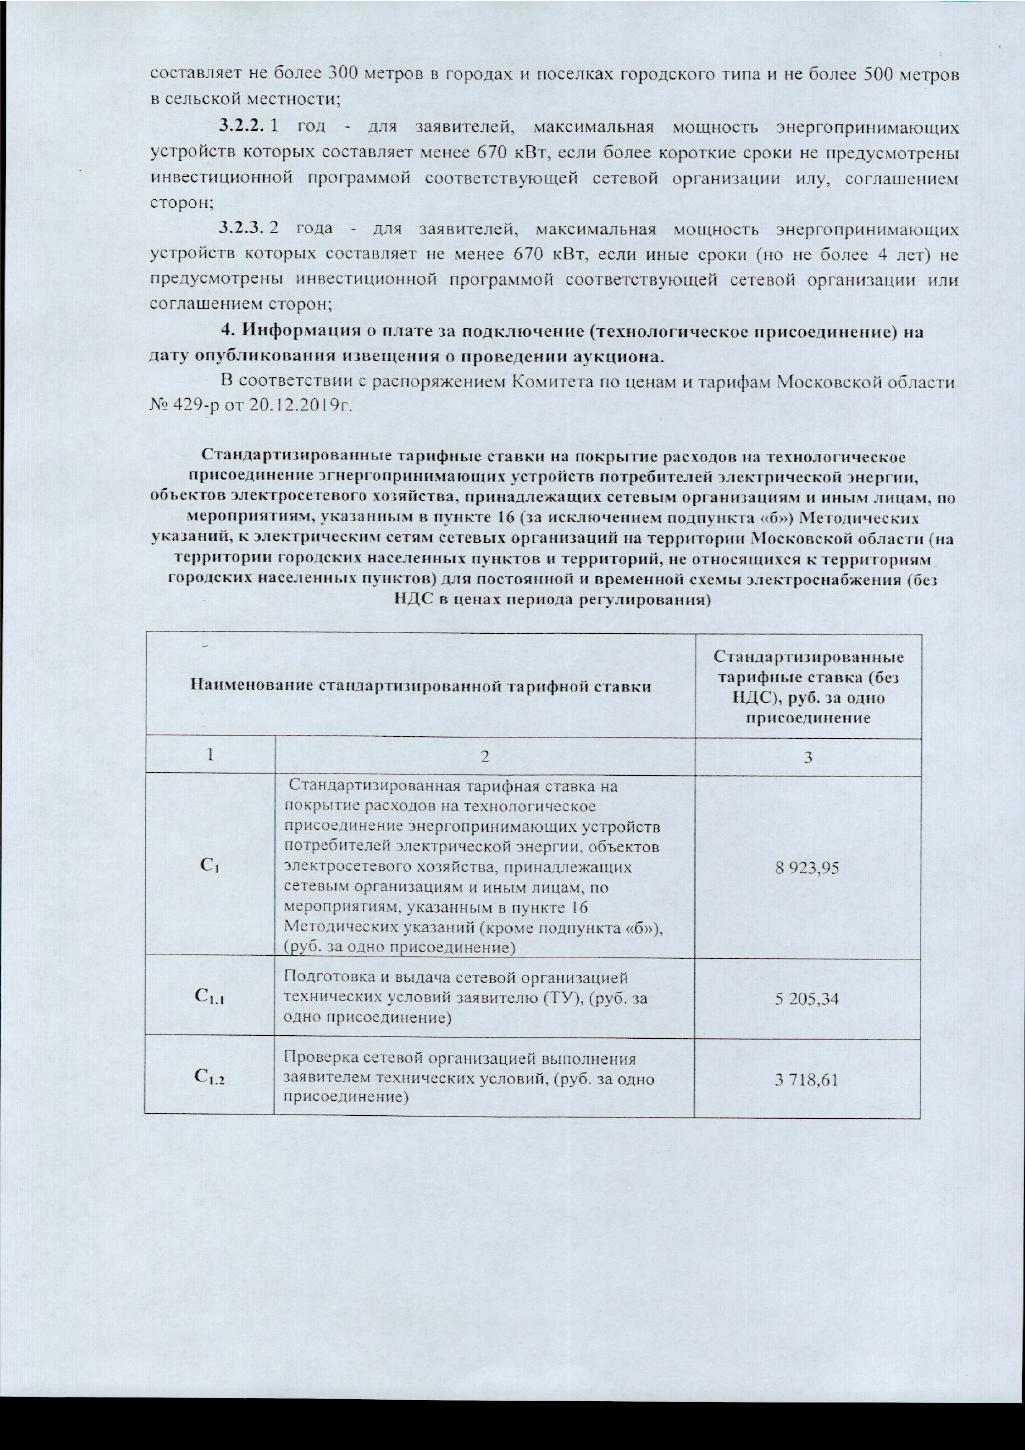 составляет не более 300 метров в городах и поселках городского типа и не более 500 метров
в сельской местности;
3.2.2. 1 год - для заявителей, максимальная мощность энергопринимающих
устройств которых составляет менее 670 кВт, если более короткие сроки не предусмотрены
инвестиционной программой соответствующей сетевой организации илу, соглашением
сторон;
3.2.3. 2 года - для заявителей, максимальная мощность энергопринимающих
устройств которых составляет не менее 670 кВт, если иные сроки (но не более 4 лет) не
предусмотрены инвестиционной программой соответствующей сетевой организации или
соглашением сторон;
4. Информация о плате за подключение (технологическое присоединение) на
дату опубликования извещения о проведении аукциона.
В соответствии с распоряжением Комитета по ценам и тарифам Московской области
№ 429-р от 20.12.2019г.
Стандартизированные тарифные ставки на покрытие расходов на технологическое
присоединение эгнергопринимающих устройств потребителей электрической энергии,
объектов электросетевого хозяйства, принадлежащих сетевым организациям и иным лицам, по
мероприятиям, указанным в пункте 16 (за исключением подпункта «б») Методических
указаний, к электрическим сетям сетевых организаций на территории Московской области (на
территории городских населенных пунктов и территорий, не относящихся к территориям
городских населенных пунктов) для постоянной и временной схемы электроснабжения (без
НДС в ценах периода регулирования)
Наименование стандартизированной тарифной ставки
Стандартизированные
тарифные ставка (без
НДС), руб. за одно
присоединение
1
2
3
C1
Стандартизированная тарифная ставка на
покрытие расходов на технологическое
присоединение энергопринимающих устройств
потребителей электрической энергии, объектов
электросетевого хозяйства, принадлежащих
сетевым организациям и иным лицам, по
мероприятиям, указанным в пункте 16
Методических указаний (кроме подпункта «б»),
(руб. за одно присоединение)
8 923,95
C1.1
Подготовка и выдача сетевой организацией
технических условий заявителю (ТУ), (руб. за
одно присоединение)
5 205,34
C1.2
Проверка сетевой организацией выполнения
заявителем технических условий, (руб. за одно
присоединение)
3 718,61